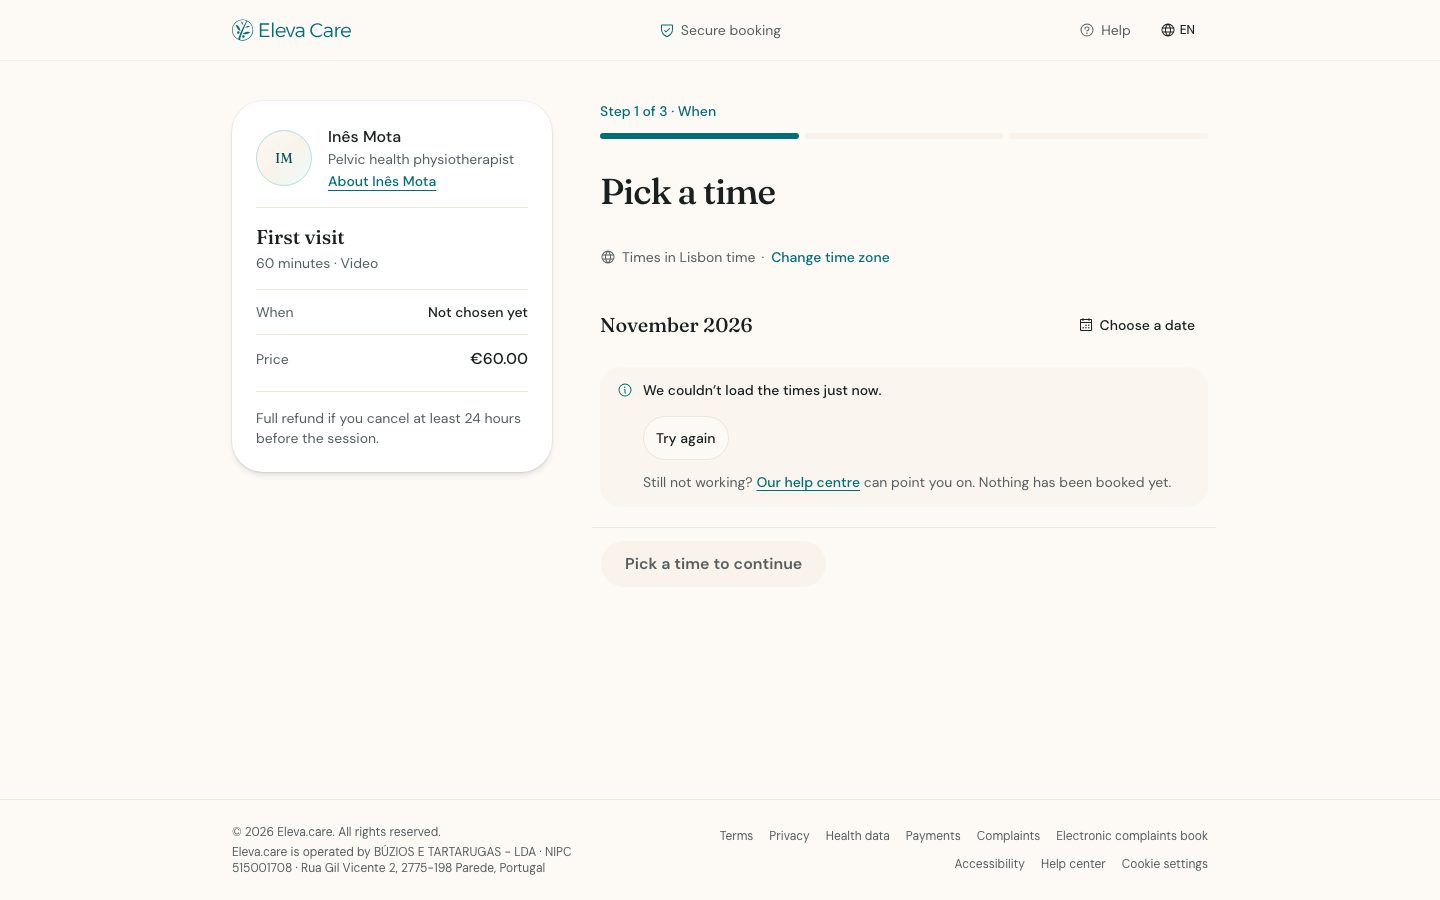 Eleva Care
Secure booking
Help
EN
IM
Inês Mota
Pelvic health physiotherapist
About Inês Mota
First visit
60 minutes · Video
When
Not chosen yet
Price
€60.00
Full refund if you cancel at least 24 hours
before the session.
Step 1 of 3 · When
Pick a time
Times in Lisbon time · Change time zone
November 2026
Choose a date
We couldn’t load the times just now.
Try again
Still not working? Our help centre can point you on. Nothing has been booked yet.
Pick a time to continue
© 2026 Eleva.care. All rights reserved.
Eleva.care is operated by BÚZIOS E TARTARUGAS - LDA · NIPC
515001708 · Rua Gil Vicente 2, 2775-198 Parede, Portugal
Terms Privacy Health data Payments Complaints Electronic complaints book
Accessibility Help center Cookie settings